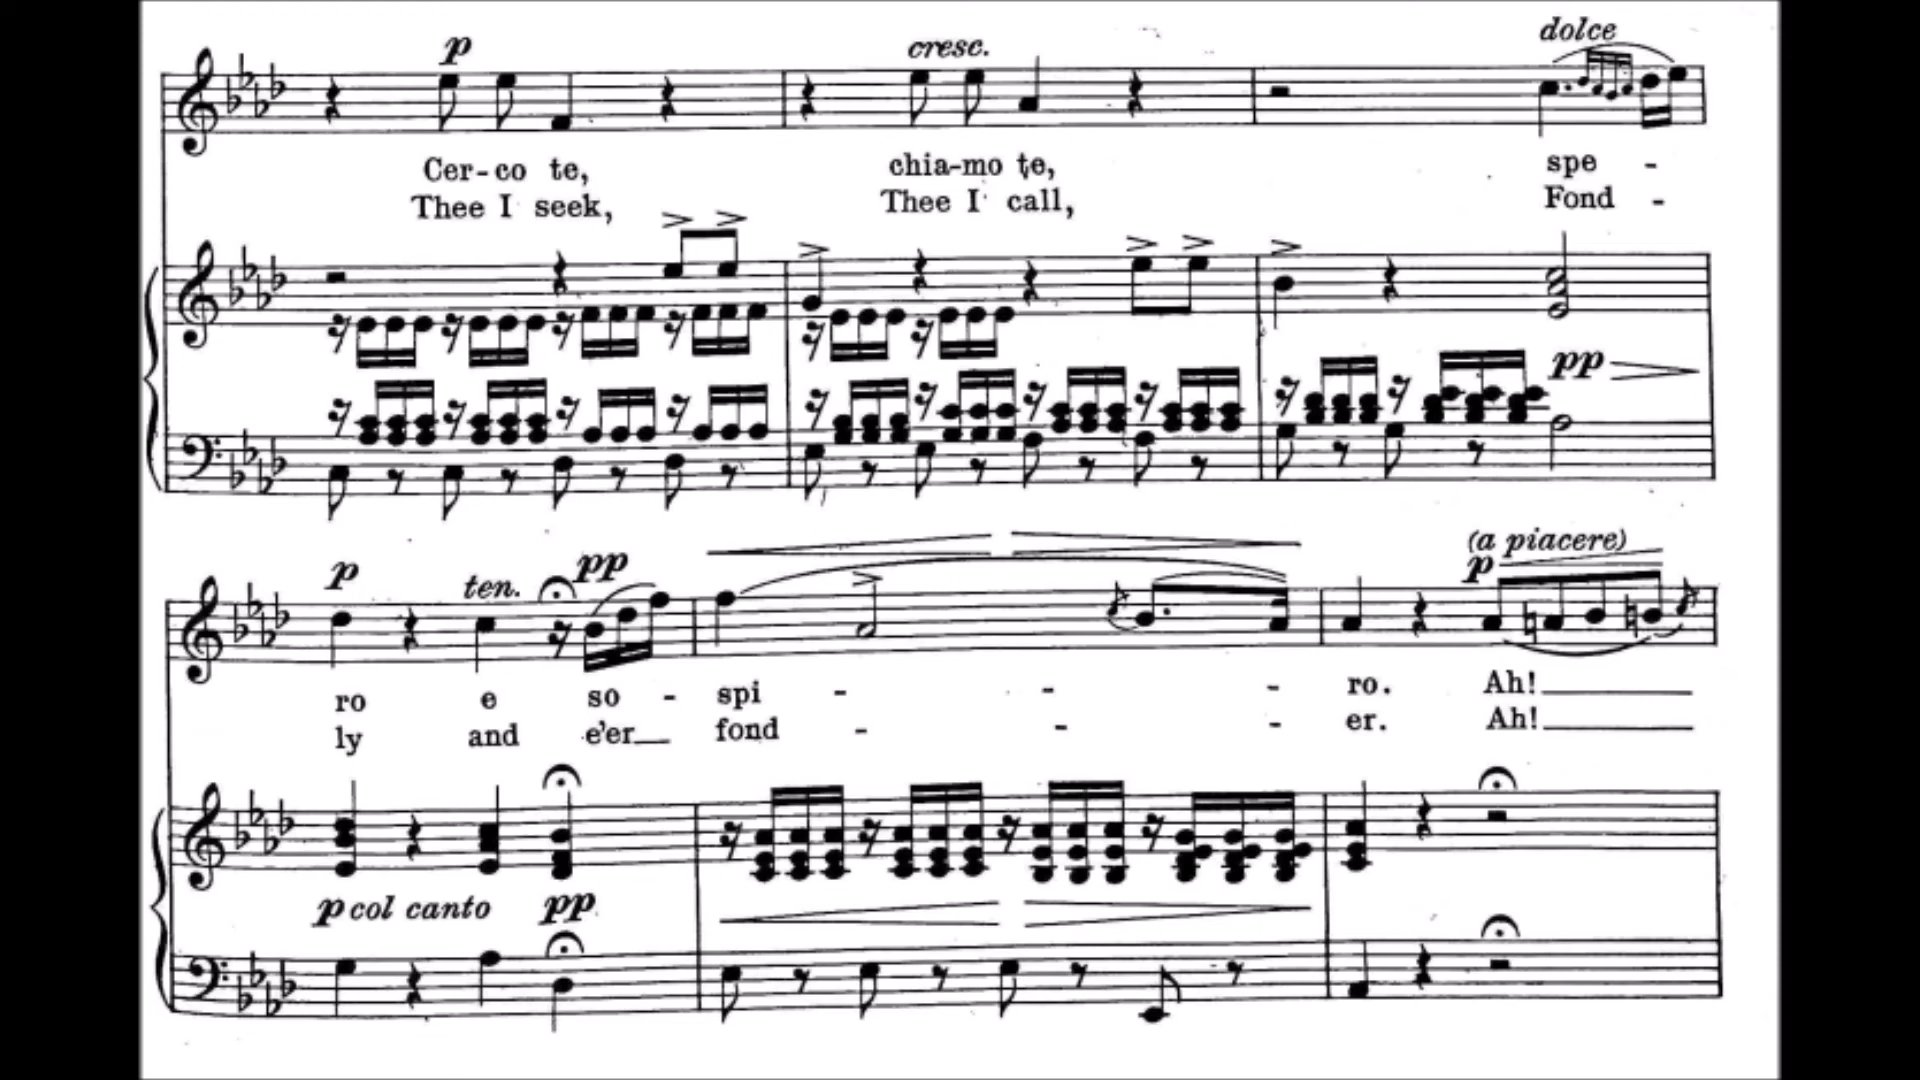 p cresc. dolce
Cer-co te, chia-mo te, spe -
Thee I seek, Thee I call, Fond -
pp
p ten. pp (a piacere) p
ro e so - spi - - - ro. Ah!
ly and e'er fond - - - er. Ah!
p col canto pp